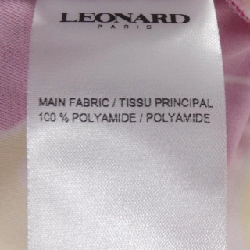 LEONARD
PARIS
MAIN FABRIC / TISSU PRINCIPAL
100 % POLYAMIDE / POLYAMIDE